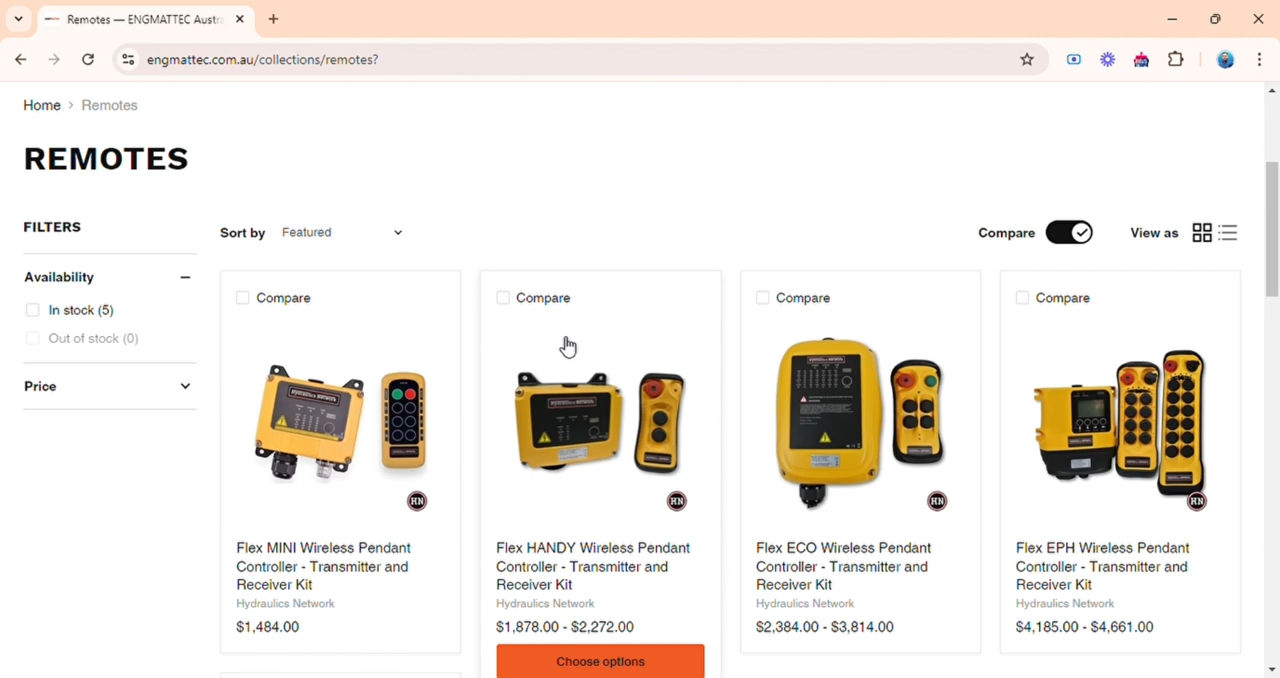 Remotes — ENGMATTEC Austra
engmattec.com.au/collections/remotes?
Home > Remotes
REMOTES
FILTERS
Sort by Featured
Compare
View as
Availability
In stock (5)
Out of stock (0)
Price
Compare
Compare
Compare
Compare
HN
HN
HN
HN
Flex MINI Wireless Pendant
Controller - Transmitter and
Receiver Kit
Hydraulics Network
$1,484.00
Flex HANDY Wireless Pendant
Controller - Transmitter and
Receiver Kit
Hydraulics Network
$1,878.00 - $2,272.00
Choose options
Flex ECO Wireless Pendant
Controller - Transmitter and
Receiver Kit
Hydraulics Network
$2,384.00 - $3,814.00
Flex EPH Wireless Pendant
Controller - Transmitter and
Receiver Kit
Hydraulics Network
$4,185.00 - $4,661.00